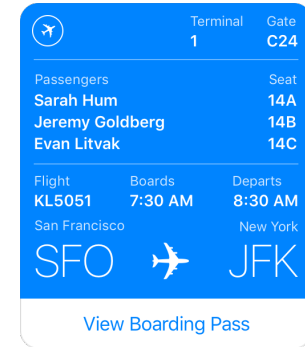 Terminal Gate
1 C24
Passengers Seat
Sarah Hum 14A
Jeremy Goldberg 14B
Evan Litvak 14C
Flight Boards Departs
KL5051 7:30 AM 8:30 AM
San Francisco New York
SFO JFK
View Boarding Pass